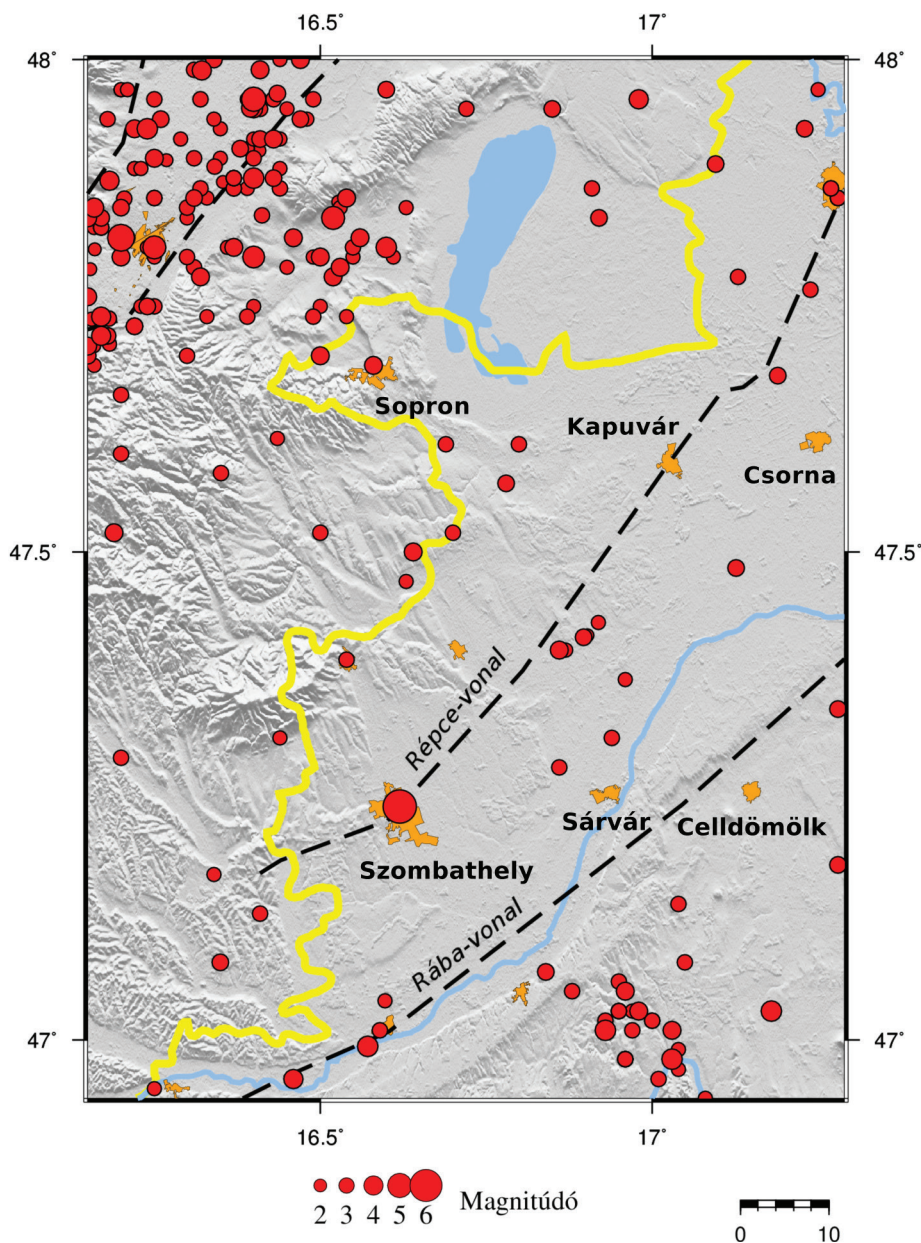 16.5˚ 17˚
48˚ 48˚
Sopron
Kapuvár
Csorna
47.5˚ 47.5˚
Répce-vonal
Sárvár
Celldömölk
Szombathely
Rába-vonal
47˚ 47˚
16.5˚ 17˚
2 3 4 5 6 Magnitúdó
0 10